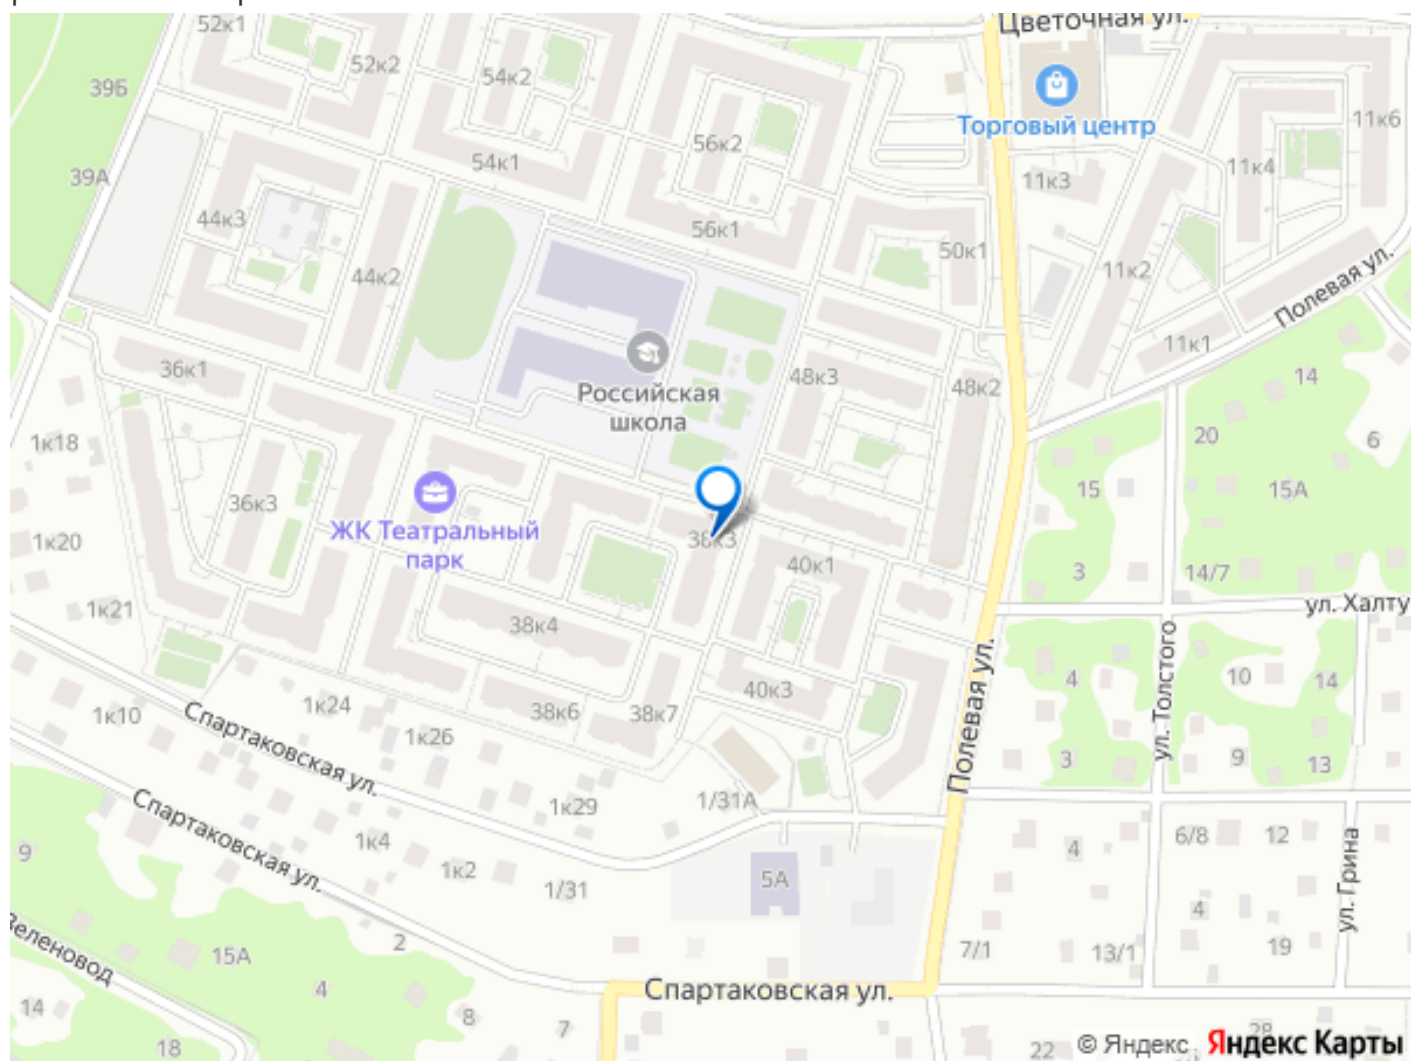 Цветочная ул.
52к1
52к2
54к2
39Б
Торговый центр
11к6
56к2
54к1
11к4
39А
11к3
44к3
56к1
50к1
44к2
11к2
Полевая ул.
11к1
36к1
Российская
школа
48к3
48к2
14
20
6
1к18
15
15А
36к3
ЖК Театральный
парк
38к3
40к1
1к20
3
14/7
1к21
ул. Халту
38к4
ул. Толстого
Полевая ул.
4
10
14
40к3
1к10
1к24
38к6
38к7
Спартаковская ул.
1к26
3
9
13
1к29
1/31А
Спартаковская ул.
9
1к4
4
6/8
12
1к2
1/31
5А
ул. Грина
4
Зеленовод
2
15А
7/1
13/1
19
4
Спартаковская ул.
14
8
7
18
22
28
© Яндекс Яндекс Карты